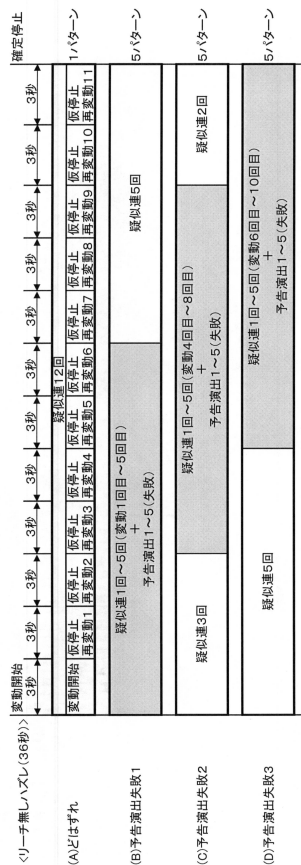 <リーチ無しハズレ(36秒)>
変動開始
確定停止
3秒 3秒 3秒 3秒 3秒 3秒 3秒 3秒 3秒 3秒 3秒 3秒
(A)どはずれ
疑似連12回
変動開始 仮停止 仮停止 仮停止 仮停止 仮停止 仮停止 仮停止 仮停止 仮停止 仮停止 仮停止
再変動1 再変動2 再変動3 再変動4 再変動5 再変動6 再変動7 再変動8 再変動9 再変動10 再変動11
1パターン
(B)予告演出失敗1
疑似連1回~5回(変動1回目~5回目)
+
予告演出1~5(失敗)
疑似連5回
5パターン
(C)予告演出失敗2
疑似連3回
疑似連1回~5回(変動4回目~8回目)
+
予告演出1~5(失敗)
疑似連2回
5パターン
(D)予告演出失敗3
疑似連5回
疑似連1回~5回(変動6回目~10回目)
+
予告演出1~5(失敗)
5パターン